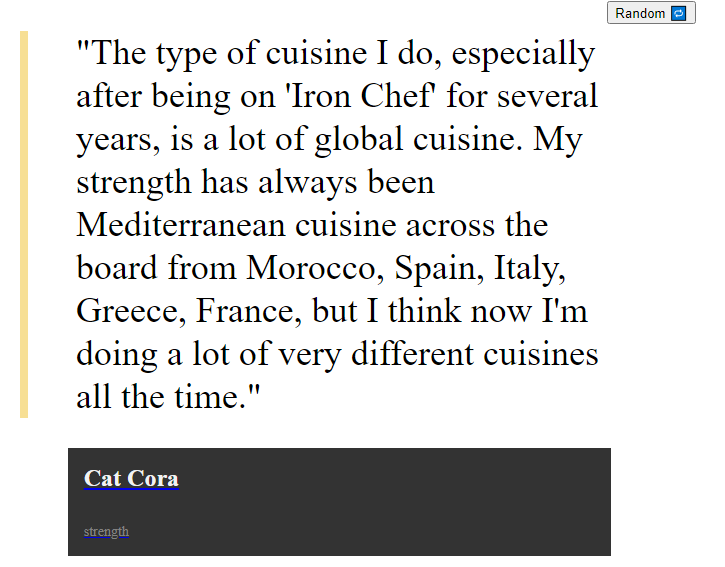 Random
"The type of cuisine I do, especially
after being on 'Iron Chef' for several
years, is a lot of global cuisine. My
strength has always been
Mediterranean cuisine across the
board from Morocco, Spain, Italy,
Greece, France, but I think now I'm
doing a lot of very different cuisines
all the time."
Cat Cora
strength